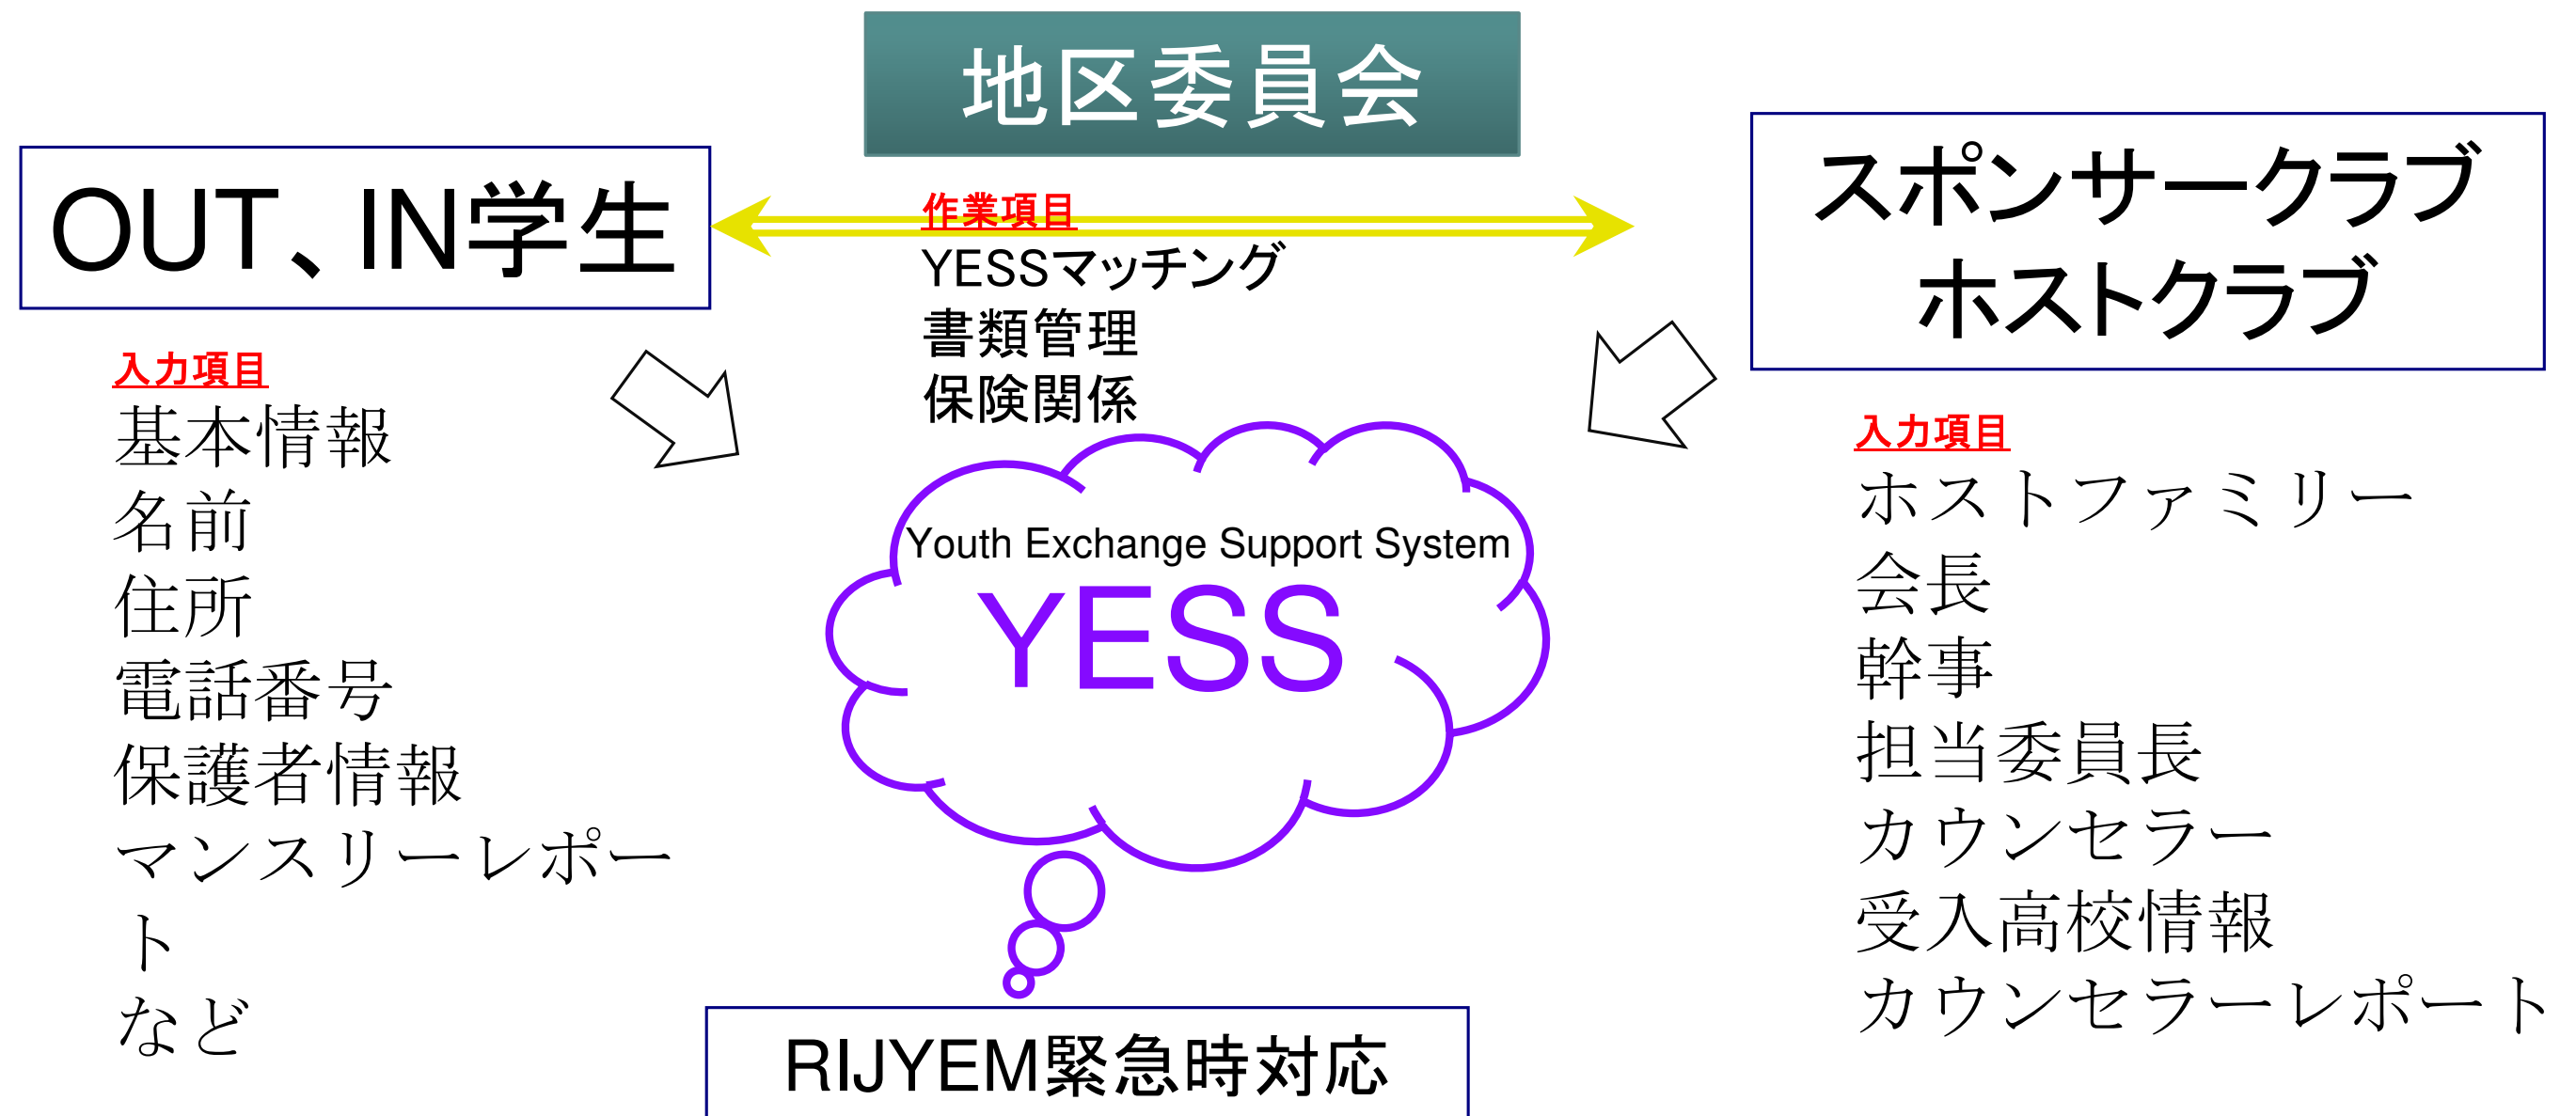 地区委員会
OUT、IN学生
スポンサークラブ
ホストクラブ
作業項目
YESSマッチング
書類管理
保険関係
入力項目
基本情報
名前
住所
電話番号
保護者情報
マンスリーレポー
ト
など
Youth Exchange Support System
YESS
入力項目
ホストファミリー
会長
幹事
担当委員長
カウンセラー
受入高校情報
カウンセラーレポート
RIJYEM緊急時対応